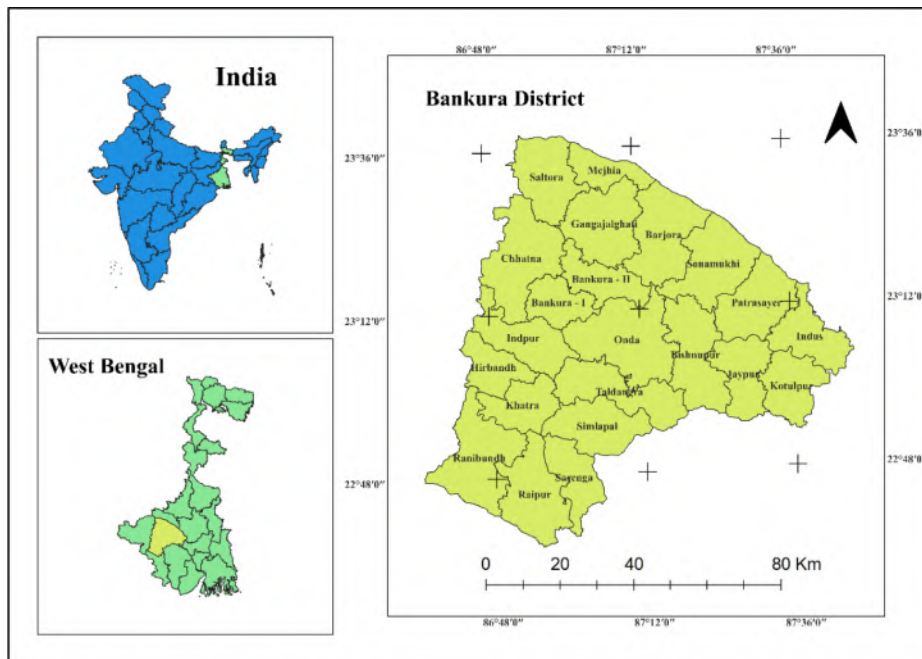 India
West Bengal
86°48'0" 87°12'0" 87°36'0"
Bankura District
23°36'0" 23°36'0"
Saltora Mejhia
Gangajalghati
Barjora
Chhatna Sonamukhi
Bankura - II
23°12'0" Bankura - I Patrasayer 23°12'0"
Indpur Onda Indus
Bishnupur
Hirbandh Jaypur
Taldangra Kotulpur
Khatra
Simlapal
Ranibundh
22°48'0" Sarenga 22°48'0"
Raipur
0 20 40 80 Km
86°48'0" 87°12'0" 87°36'0"